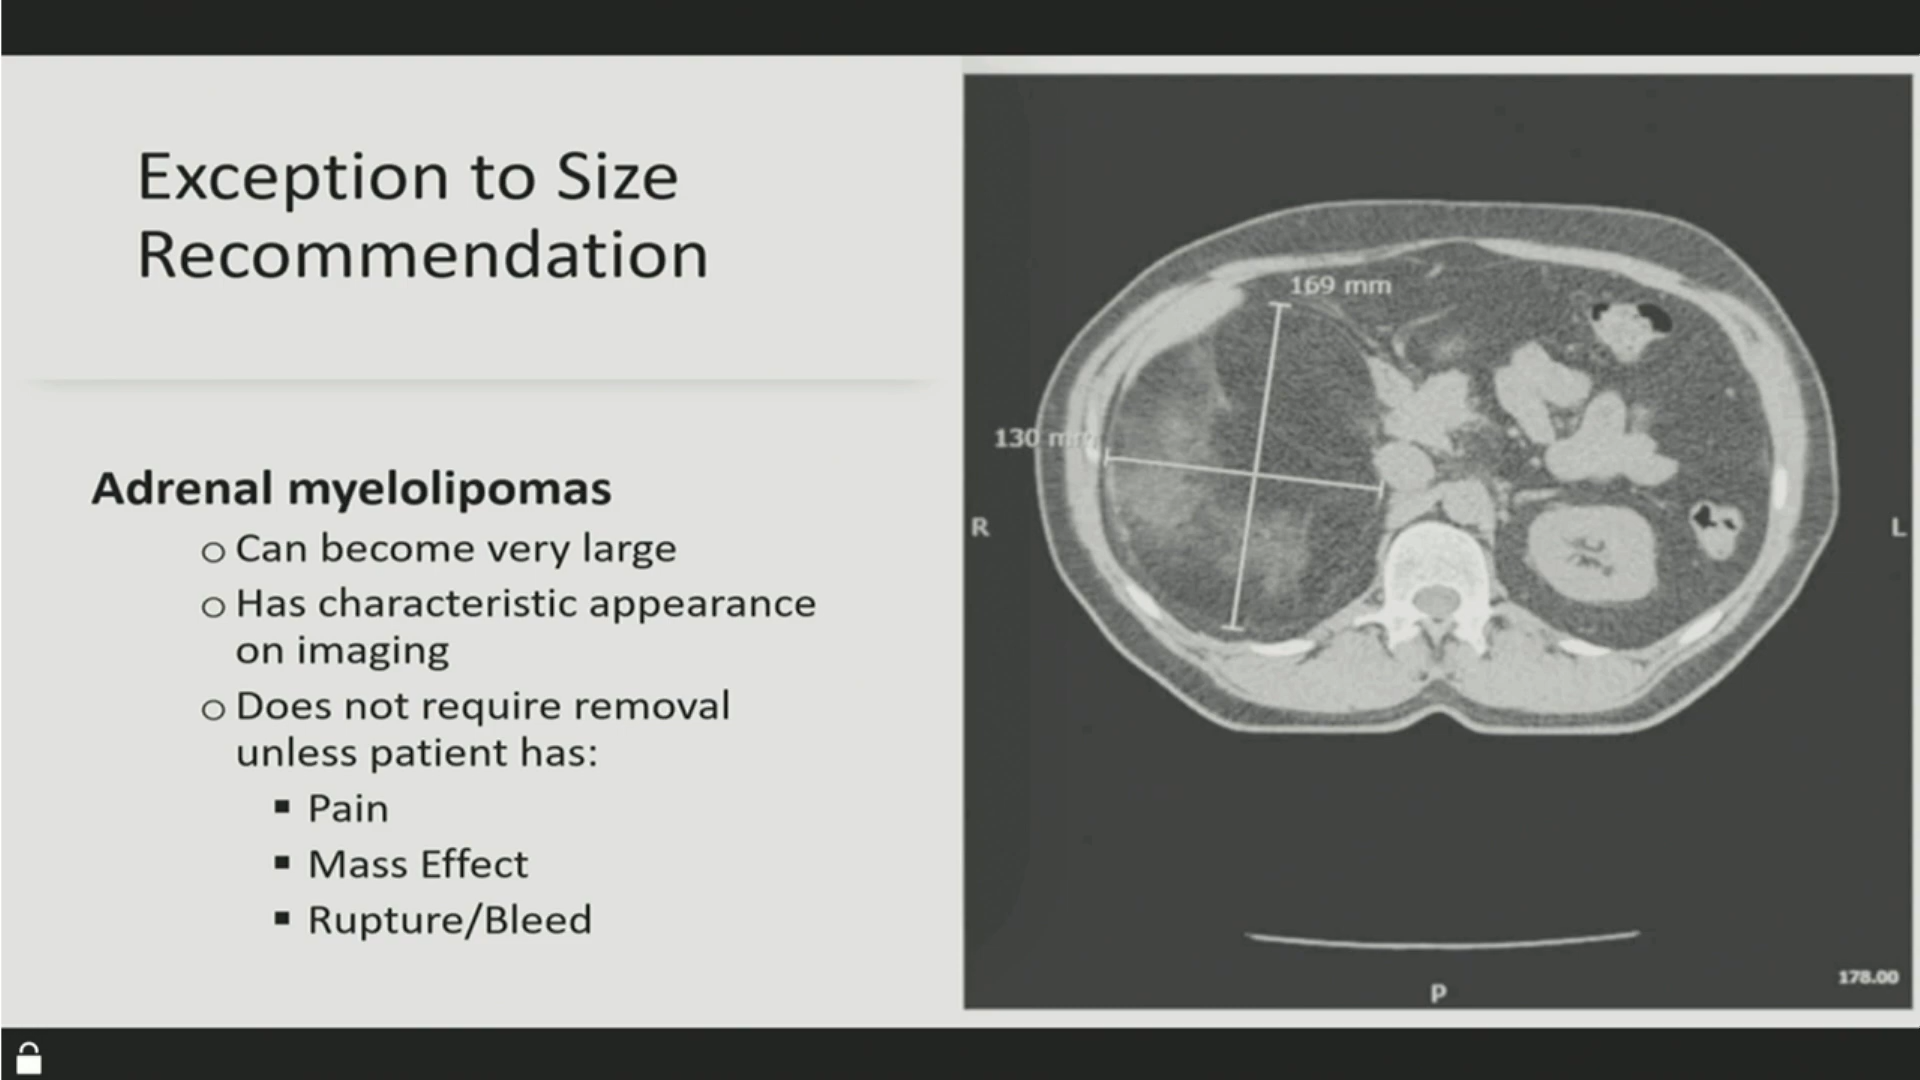 Exception to Size
Recommendation
Adrenal myelolipomas
o Can become very large
o Has characteristic appearance
on imaging
o Does not require removal
unless patient has:
▪ Pain
▪ Mass Effect
▪ Rupture/Bleed
169 mm
130 mm
R
L
P
178.00